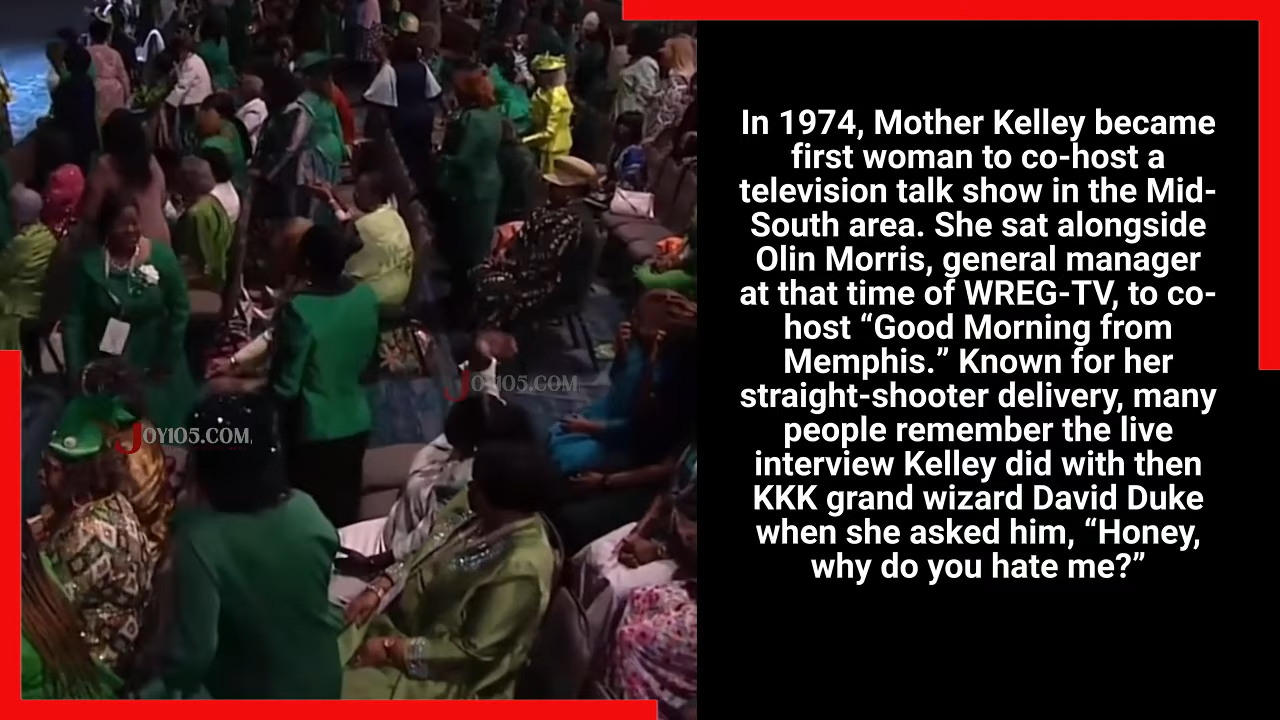 In 1974, Mother Kelley became
first woman to co-host a
television talk show in the Mid-
South area. She sat alongside
Olin Morris, general manager
at that time of WREG-TV, to co-
host “Good Morning from
Memphis.” Known for her
straight-shooter delivery, many
people remember the live
interview Kelley did with then
KKK grand wizard David Duke
when she asked him, “Honey,
why do you hate me?”
JOY105.COM
JOY105.COM